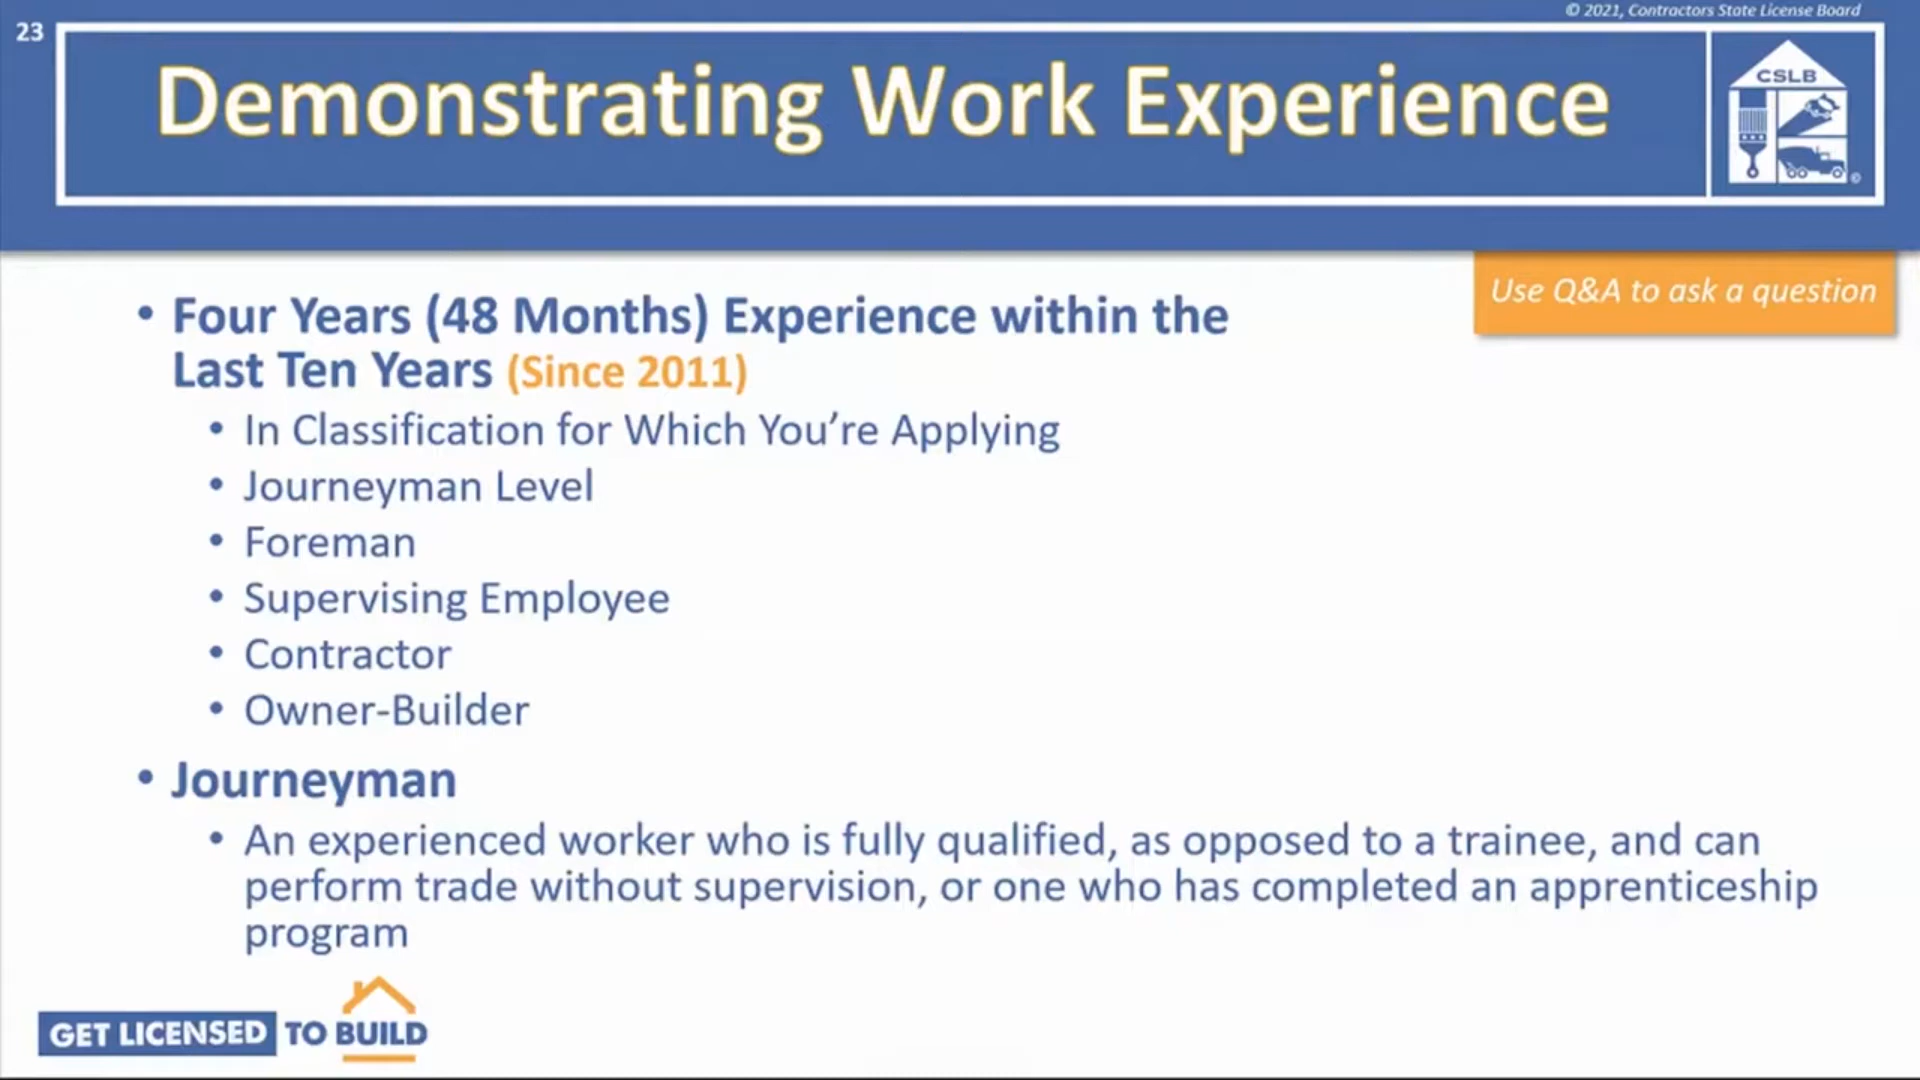 © 2021, Contractors State License Board
23
Demonstrating Work Experience
CSLB
©
Use Q&A to ask a question
• Four Years (48 Months) Experience within the
Last Ten Years (Since 2011)
• In Classification for Which You’re Applying
• Journeyman Level
• Foreman
• Supervising Employee
• Contractor
• Owner-Builder
• Journeyman
• An experienced worker who is fully qualified, as opposed to a trainee, and can
perform trade without supervision, or one who has completed an apprenticeship
program
GET LICENSED TO BUILD